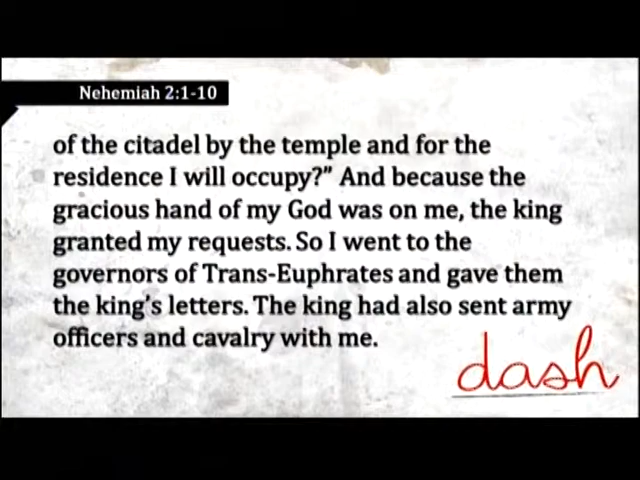 Nehemiah 2:1-10
of the citadel by the temple and for the
residence I will occupy?” And because the
gracious hand of my God was on me, the king
granted my requests. So I went to the
governors of Trans-Euphrates and gave them
the king’s letters. The king had also sent army
officers and cavalry with me.
dash